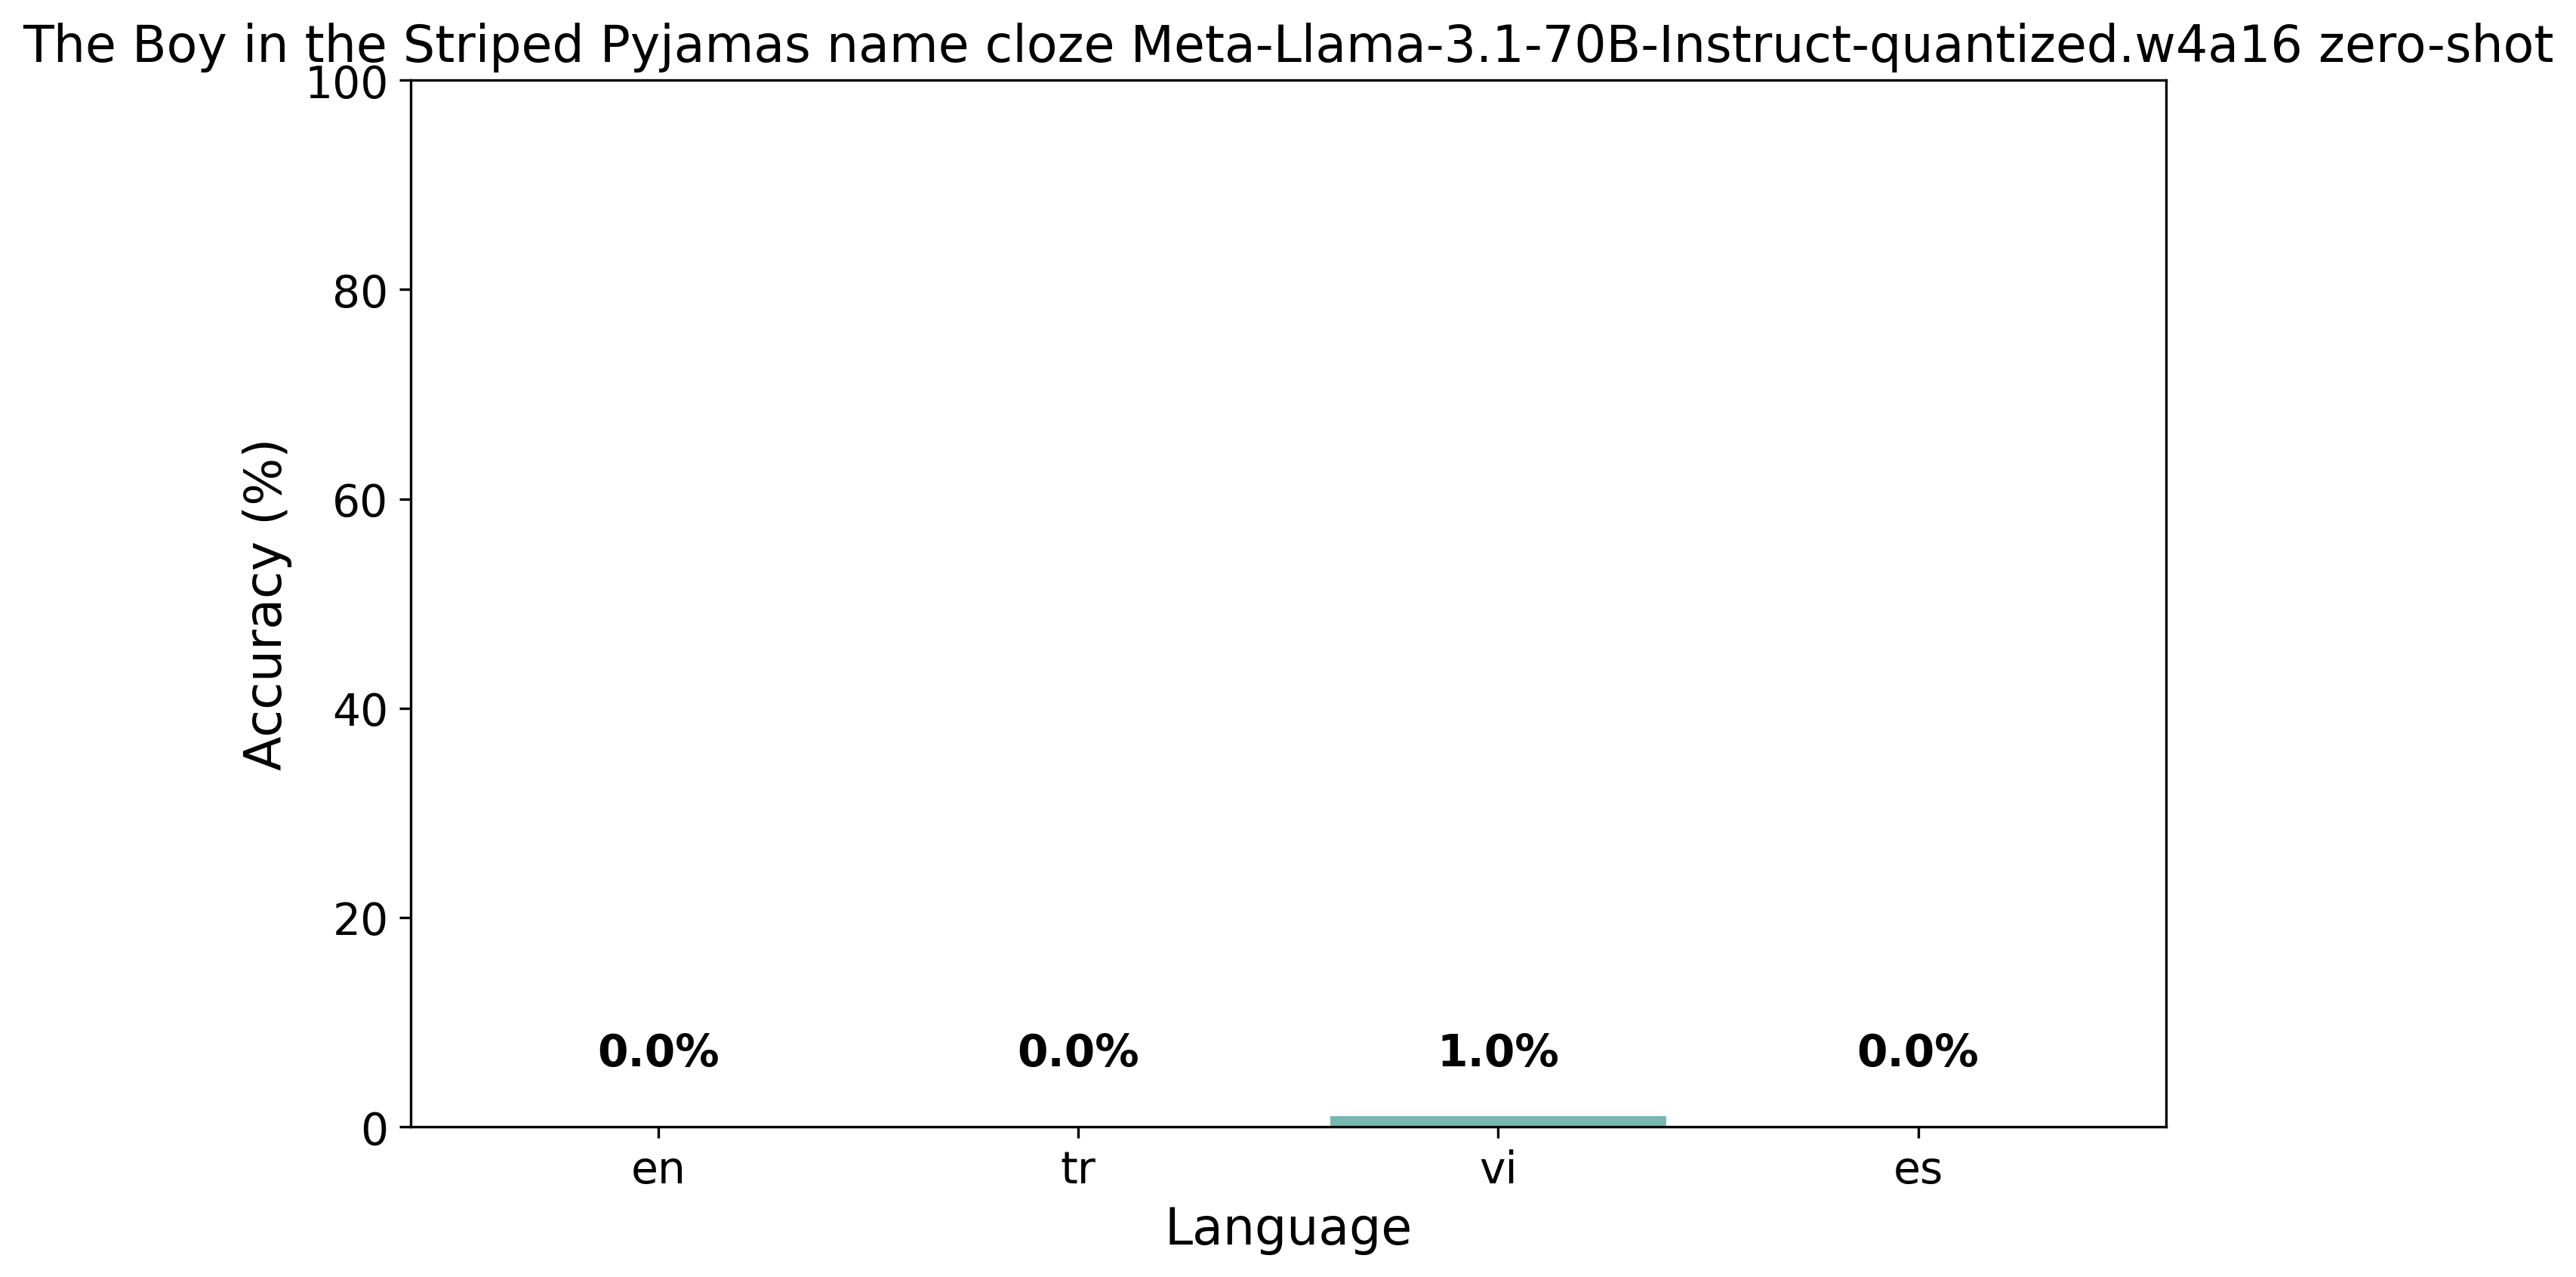 The Boy in the Striped Pyjamas name cloze Meta-Llama-3.1-70B-Instruct-quantized.w4a16 zero-shot
100
80
60
40
20
0
Accuracy (%)
0.0% 0.0% 1.0% 0.0%
en tr vi es
Language